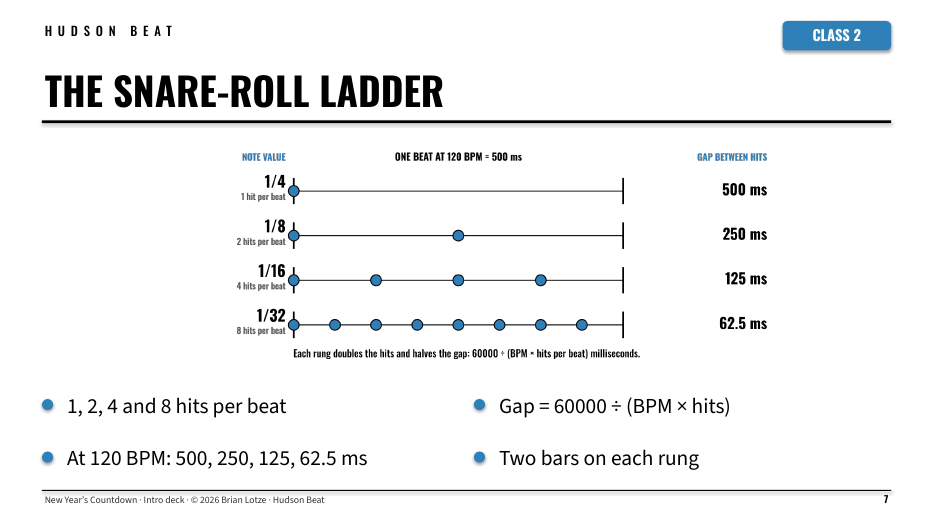 HUDSON BEAT
CLASS 2
THE SNARE-ROLL LADDER
NOTE VALUE
ONE BEAT AT 120 BPM = 500 ms
GAP BETWEEN HITS
1/4
1 hit per beat
500 ms
1/8
2 hits per beat
250 ms
1/16
4 hits per beat
125 ms
1/32
8 hits per beat
62.5 ms
Each rung doubles the hits and halves the gap: 60000 ÷ (BPM × hits per beat) milliseconds.
1, 2, 4 and 8 hits per beat
At 120 BPM: 500, 250, 125, 62.5 ms
Gap = 60000 ÷ (BPM × hits)
Two bars on each rung
New Year's Countdown · Intro deck · © 2026 Brian Lotze · Hudson Beat
7